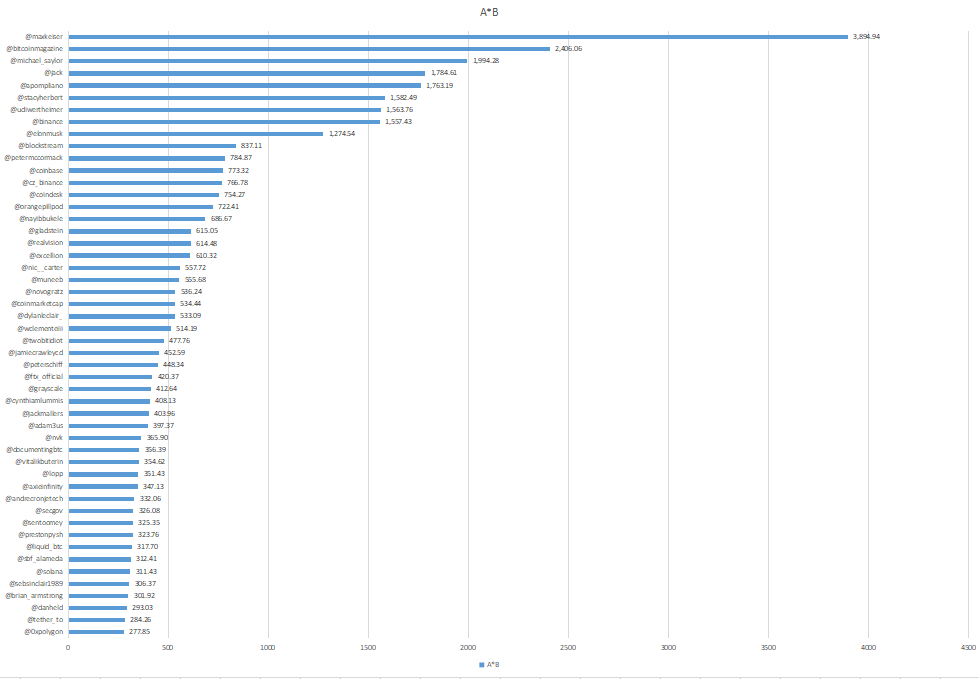 A*B
@maxkeiser 3,894.94
@bitcoinmagazine 2,406.06
@michael_saylor 1,994.28
@jack 1,784.61
@apompliano 1,763.19
@stacyherbert 1,582.49
@udiwertheimer 1,563.76
@binance 1,557.43
@elonmusk 1,274.54
@blockstream 837.11
@petermccormack 784.87
@coinbase 773.32
@cz_binance 766.78
@coindesk 754.27
@orangepillpod 722.41
@nayibbukele 686.67
@gladstein 615.05
@realvision 614.48
@excellion 610.32
@nic__carter 557.72
@muneeb 555.68
@novogratz 536.24
@coinmarketcap 534.44
@dylanleclair_ 533.09
@wclementeiii 514.19
@twobitidiot 477.76
@jamiecrawleycd 452.59
@peterschiff 448.34
@ftx_official 420.37
@grayscale 412.64
@cynthiamlummis 408.13
@jackmallers 403.96
@adam3us 397.37
@nvk 365.90
@documentingbtc 356.39
@vitalikbuterin 354.62
@lopp 351.43
@axieinfinity 347.13
@andrecronjetech 332.06
@secgov 326.08
@sentoomey 325.35
@prestonpysh 323.76
@liquid_btc 317.70
@sbf_alameda 312.41
@solana 311.43
@sebsinclair1989 306.37
@brian_armstrong 301.92
@danheld 293.03
@tether_to 284.26
@0xpolygon 277.85
0 500 1000 1500 2000 2500 3000 3500 4000 4500
A*B